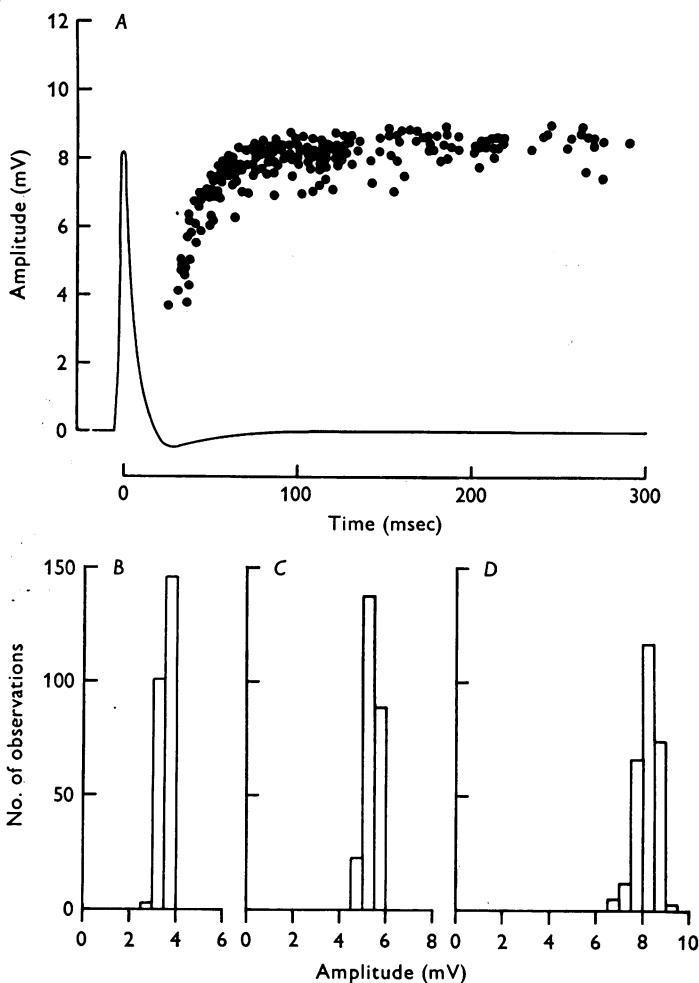 A
12
10
8
6
4
2
0
Amplitude (mV)
0 100 200 300
Time (msec)
B C D
150
100
50
0
No. of observations
0 2 4 6 0 2 4 6 8 0 2 4 6 8 10
Amplitude (mV)